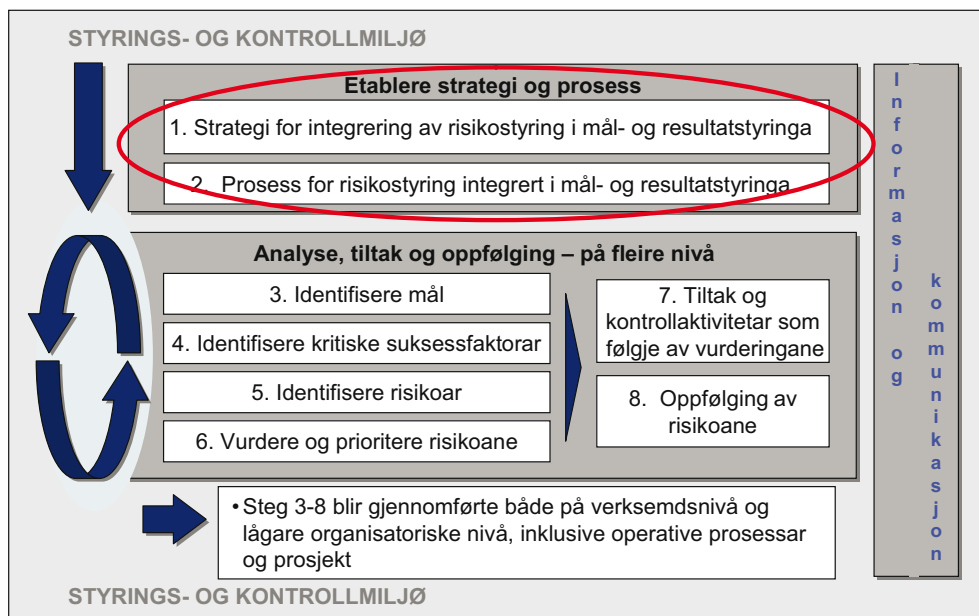 STYRINGS- OG KONTROLLMILJØ
Etablere strategi og prosess
1. Strategi for integrering av risikostyring i mål- og resultatstyringa
2. Prosess for risikostyring integrert i mål- og resultatstyringa
Analyse, tiltak og oppfølging – på fleire nivå
3. Identifisere mål
4. Identifisere kritiske suksessfaktorar
5. Identifisere risikoar
6. Vurdere og prioritere risikoane
7. Tiltak og
kontrollaktivitetar som
følgje av vurderingane
8. Oppfølging av
risikoane
• Steg 3-8 blir gjennomførte både på verksemdsnivå og
lågare organisatoriske nivå, inklusive operative prosessar
og prosjekt
Informasjon og
kommunikasjon
STYRINGS- OG KONTROLLMILJØ